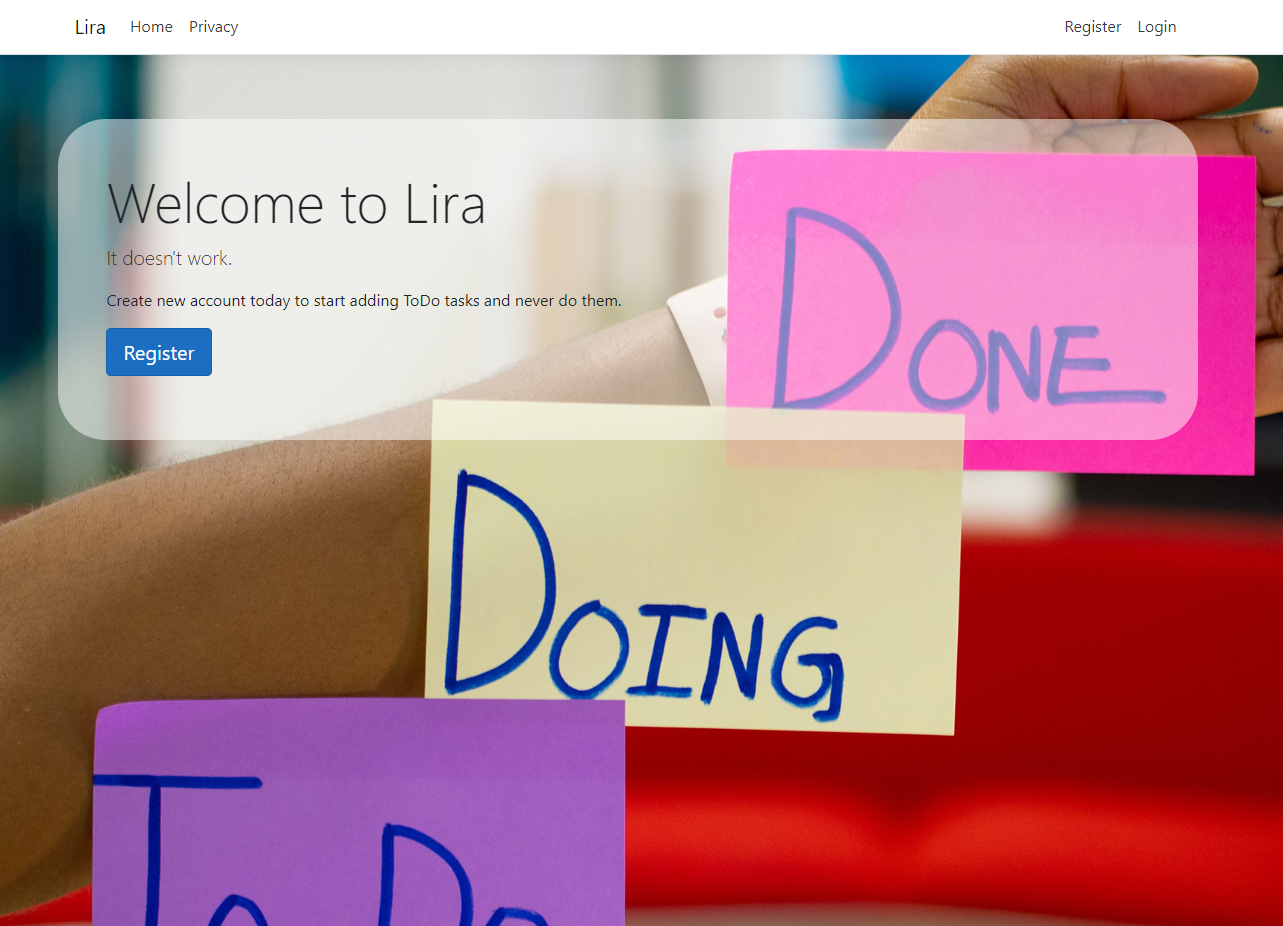 Lira Home Privacy Register Login
Welcome to Lira
It doesn't work.
Create new account today to start adding ToDo tasks and never do them.
Register
DONE
DOING
To Do